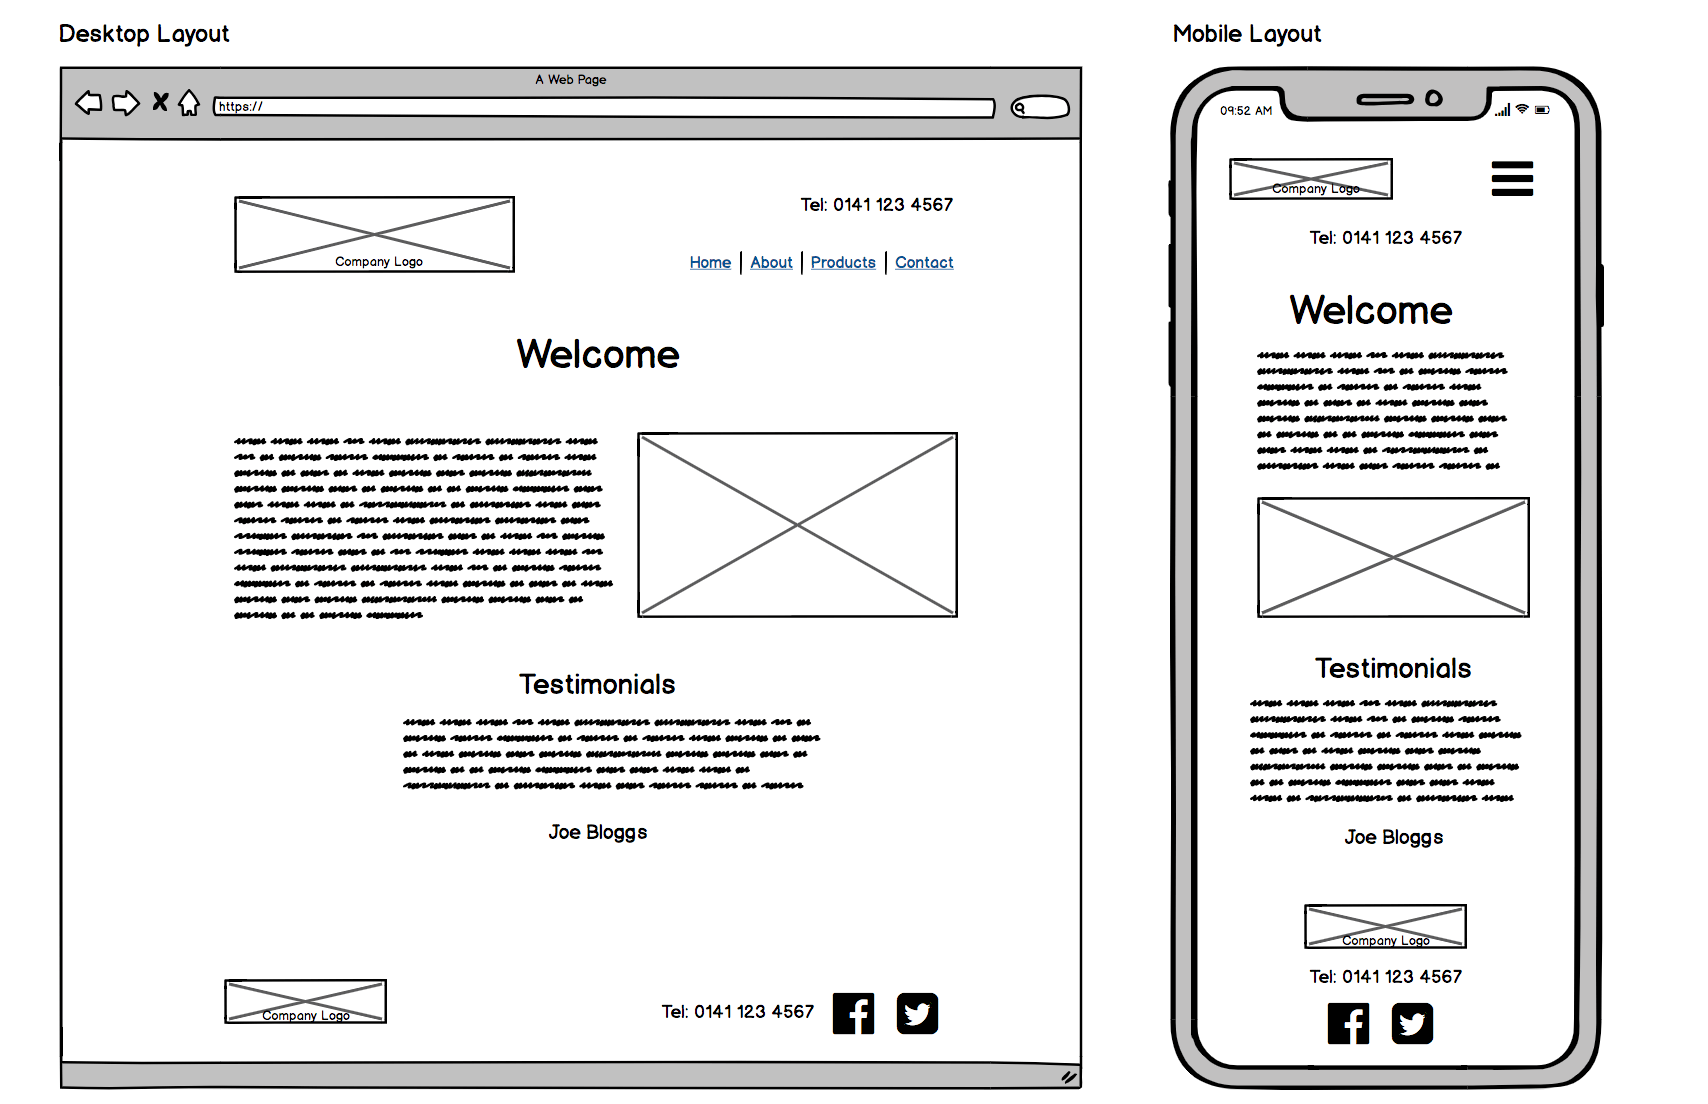 Desktop Layout
A Web Page
https://
Company Logo
Tel: 0141 123 4567
Home | About | Products | Contact
Welcome
Testimonials
Joe Bloggs
Company Logo
Tel: 0141 123 4567
Mobile Layout
09:52 AM
Company Logo
Tel: 0141 123 4567
Welcome
Testimonials
Joe Bloggs
Company Logo
Tel: 0141 123 4567